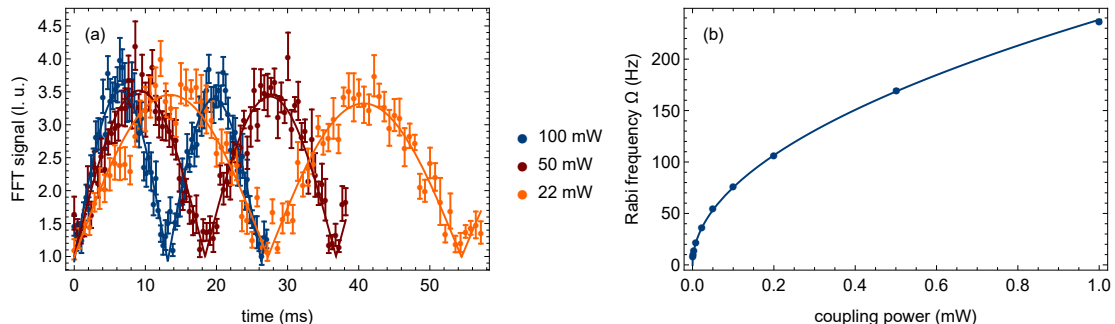 (a)
4.5
4.0
3.5
3.0
2.5
2.0
1.5
1.0
FFT signal (l. u.)
0 10 20 30 40 50
time (ms)
100 mW
50 mW
22 mW
(b)
200
150
100
50
0
Rabi frequency Ω (Hz)
0.0 0.2 0.4 0.6 0.8 1.0
coupling power (mW)